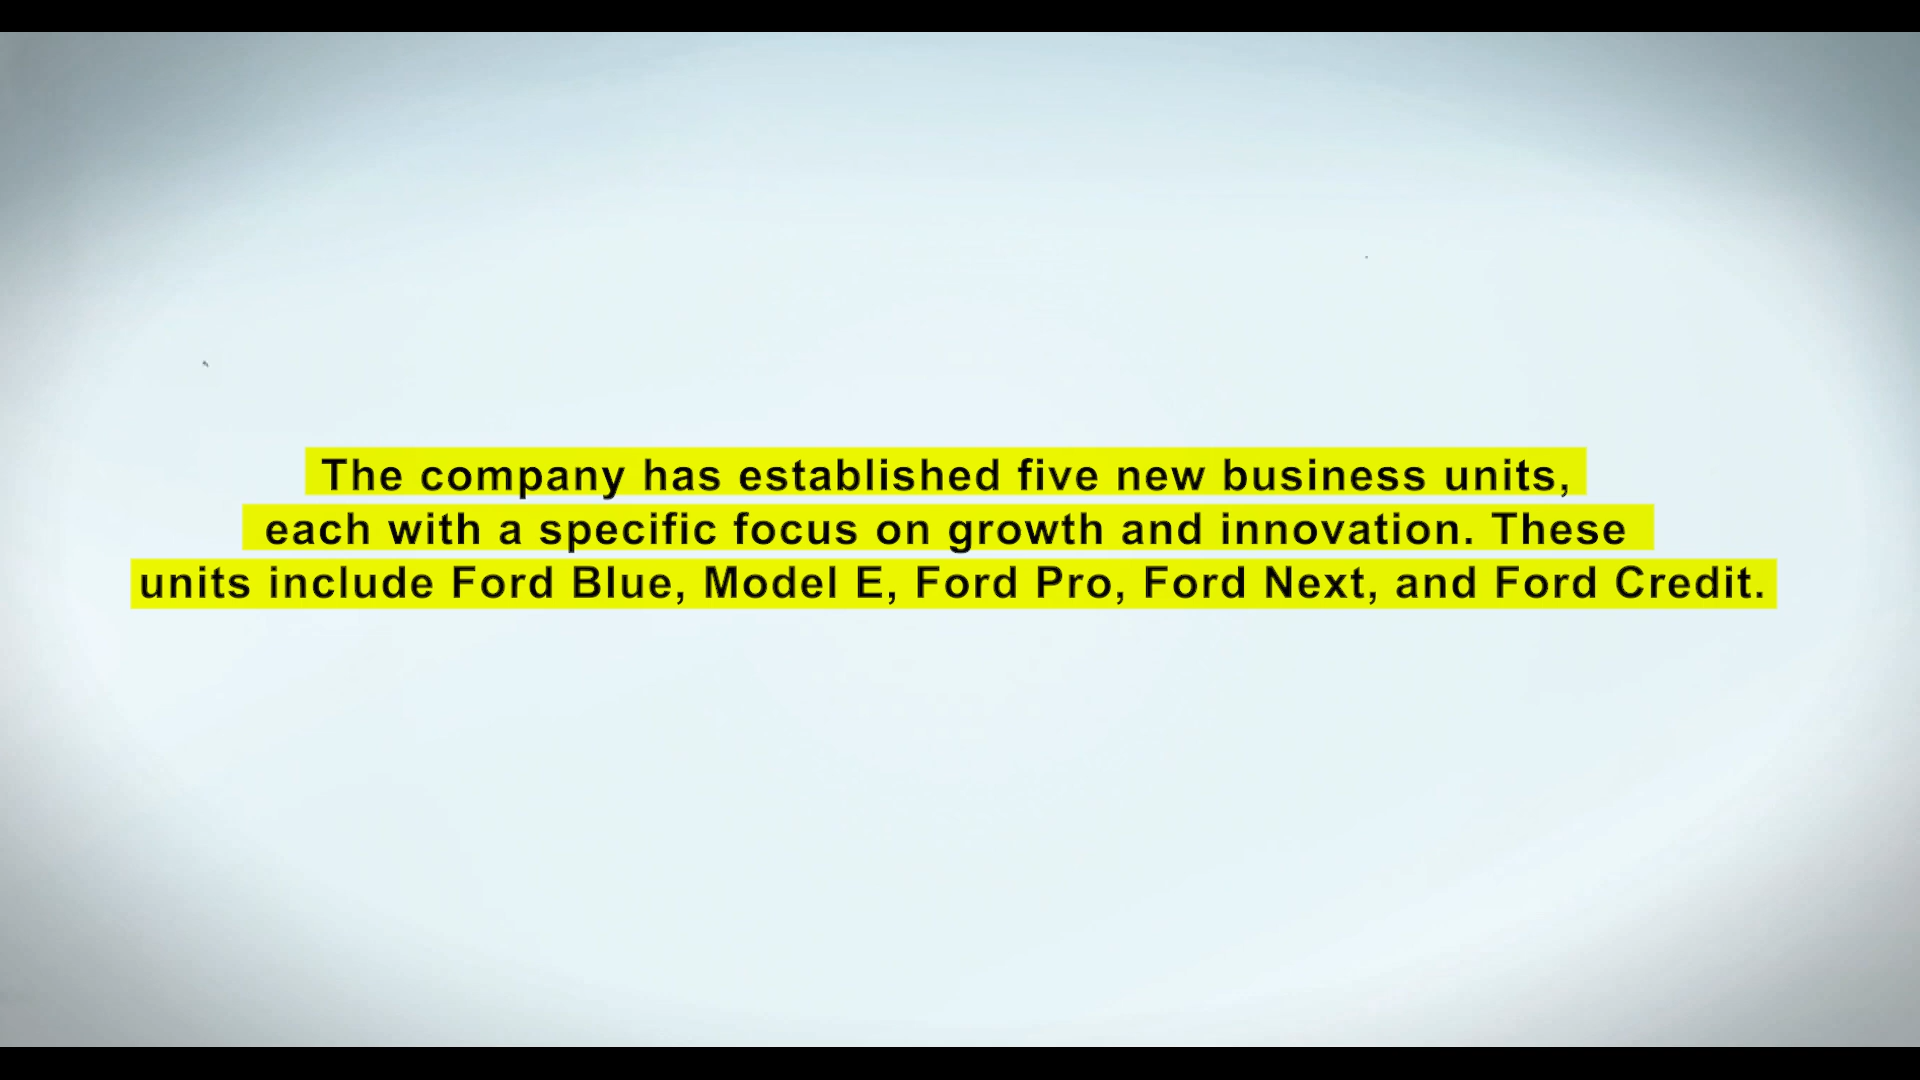 The company has established five new business units,
each with a specific focus on growth and innovation. These
units include Ford Blue, Model E, Ford Pro, Ford Next, and Ford Credit.